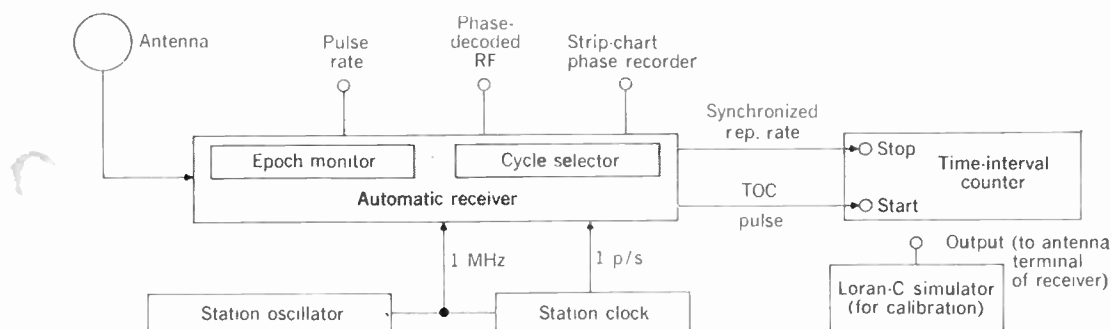 Antenna
Pulse
rate
Phase-
decoded
RF
Strip-chart
phase recorder
Synchronized
rep. rate
Epoch monitor
Cycle selector
Automatic receiver
Stop
Time-interval
counter
TOC
pulse
Start
1 MHz
1 p/s
Output (to antenna
terminal
of receiver)
Station oscillator
Station clock
Loran-C simulator
(for calibration)